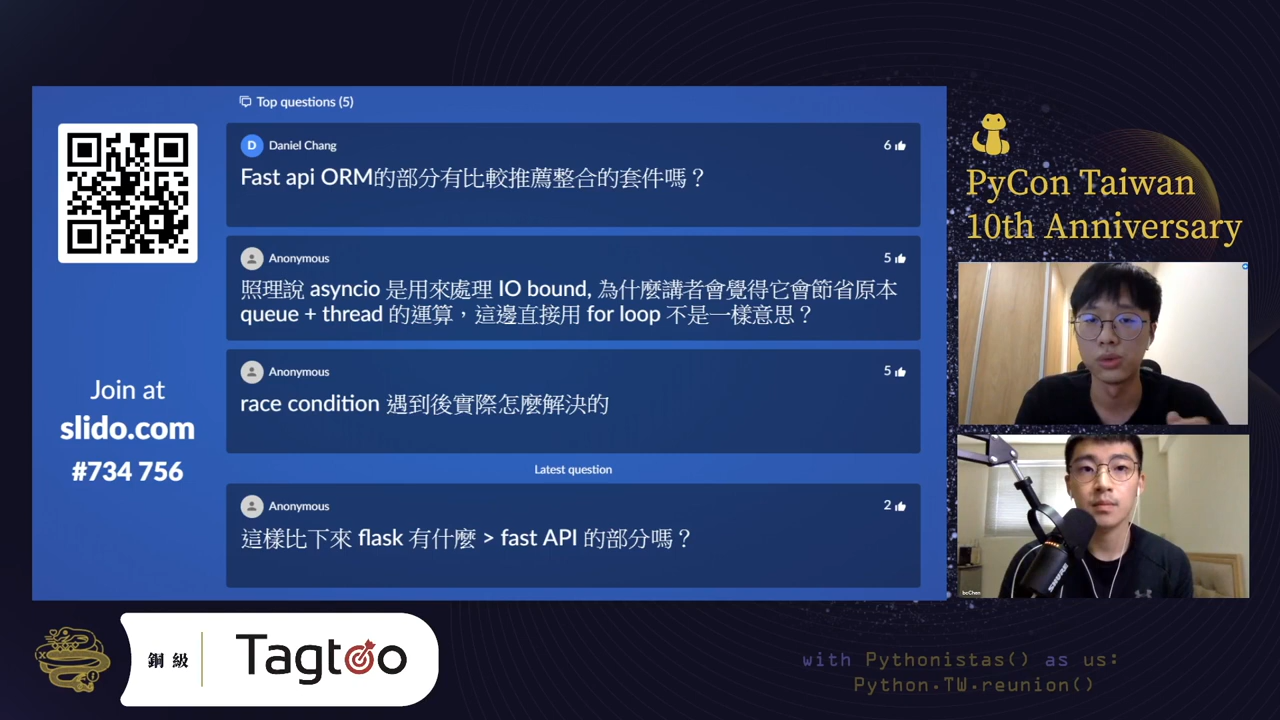 Top questions (5)
D Daniel Chang 6
Fast api ORM的部分有比較推薦整合的套件嗎？
Anonymous 5
照理說 asyncio 是用來處理 IO bound, 為什麼講者會覺得它會節省原本
queue + thread 的運算，這邊直接用 for loop 不是一樣意思？
Anonymous 5
race condition 遇到後實際怎麼解決的
Latest question
Anonymous 2
這樣比下來 flask 有什麼 > fast API 的部分嗎？
Join at
slido.com
#734 756
PyCon Taiwan
10th Anniversary
SHURE
bcChen
銅級
Tagtoo
with Pythonistas() as us:
Python.TW.reunion()